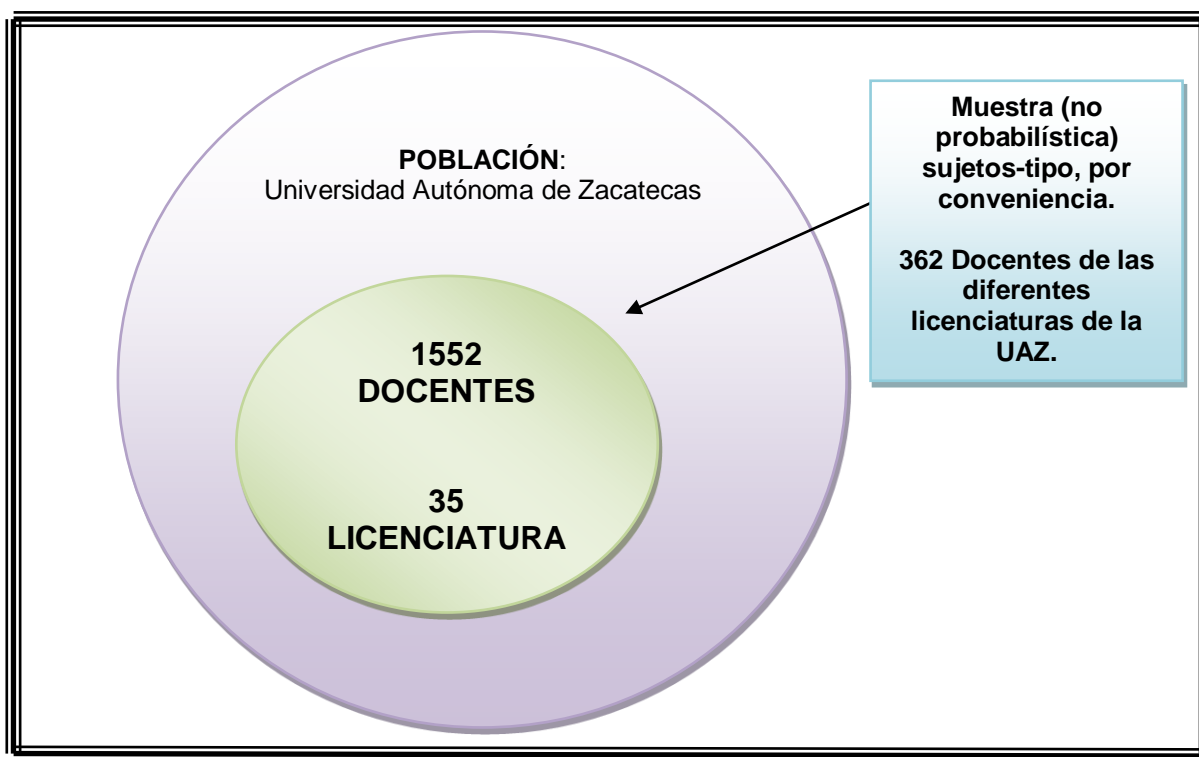 POBLACIÓN:
Universidad Autónoma de Zacatecas
1552
DOCENTES
35
LICENCIATURA
Muestra (no
probabilística)
sujetos-tipo, por
conveniencia.
362 Docentes de las
diferentes
licenciaturas de la
UAZ.